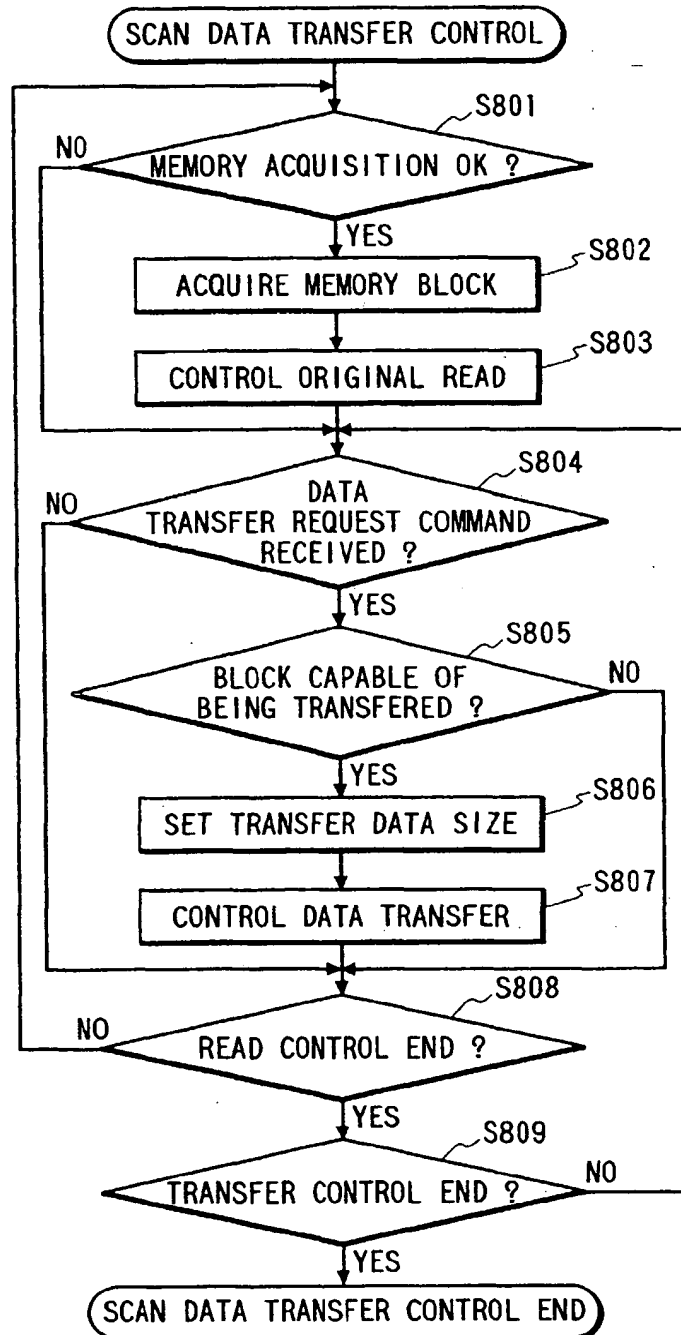 SCAN DATA TRANSFER CONTROL
S801
NO
MEMORY ACQUISITION OK ?
YES
S802
ACQUIRE MEMORY BLOCK
S803
CONTROL ORIGINAL READ
S804
NO
DATA
TRANSFER REQUEST COMMAND
RECEIVED ?
YES
S805
BLOCK CAPABLE OF
BEING TRANSFERED ?
NO
YES
S806
SET TRANSFER DATA SIZE
S807
CONTROL DATA TRANSFER
S808
NO
READ CONTROL END ?
YES
S809
TRANSFER CONTROL END ?
NO
YES
SCAN DATA TRANSFER CONTROL END